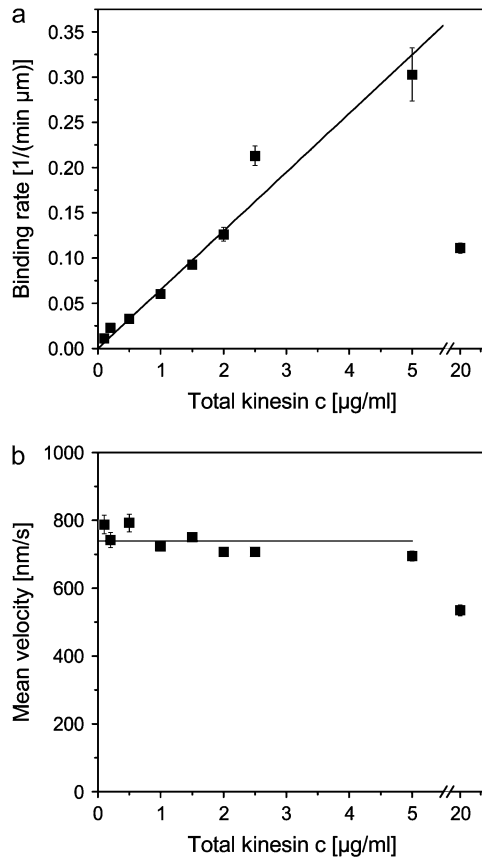 a
Binding rate [1/(min µm)]
0.35
0.30
0.25
0.20
0.15
0.10
0.05
0.00
0 1 2 3 4 5 20
Total kinesin c [µg/ml]
b
Mean velocity [nm/s]
1000
800
600
400
200
0
0 1 2 3 4 5 20
Total kinesin c [µg/ml]